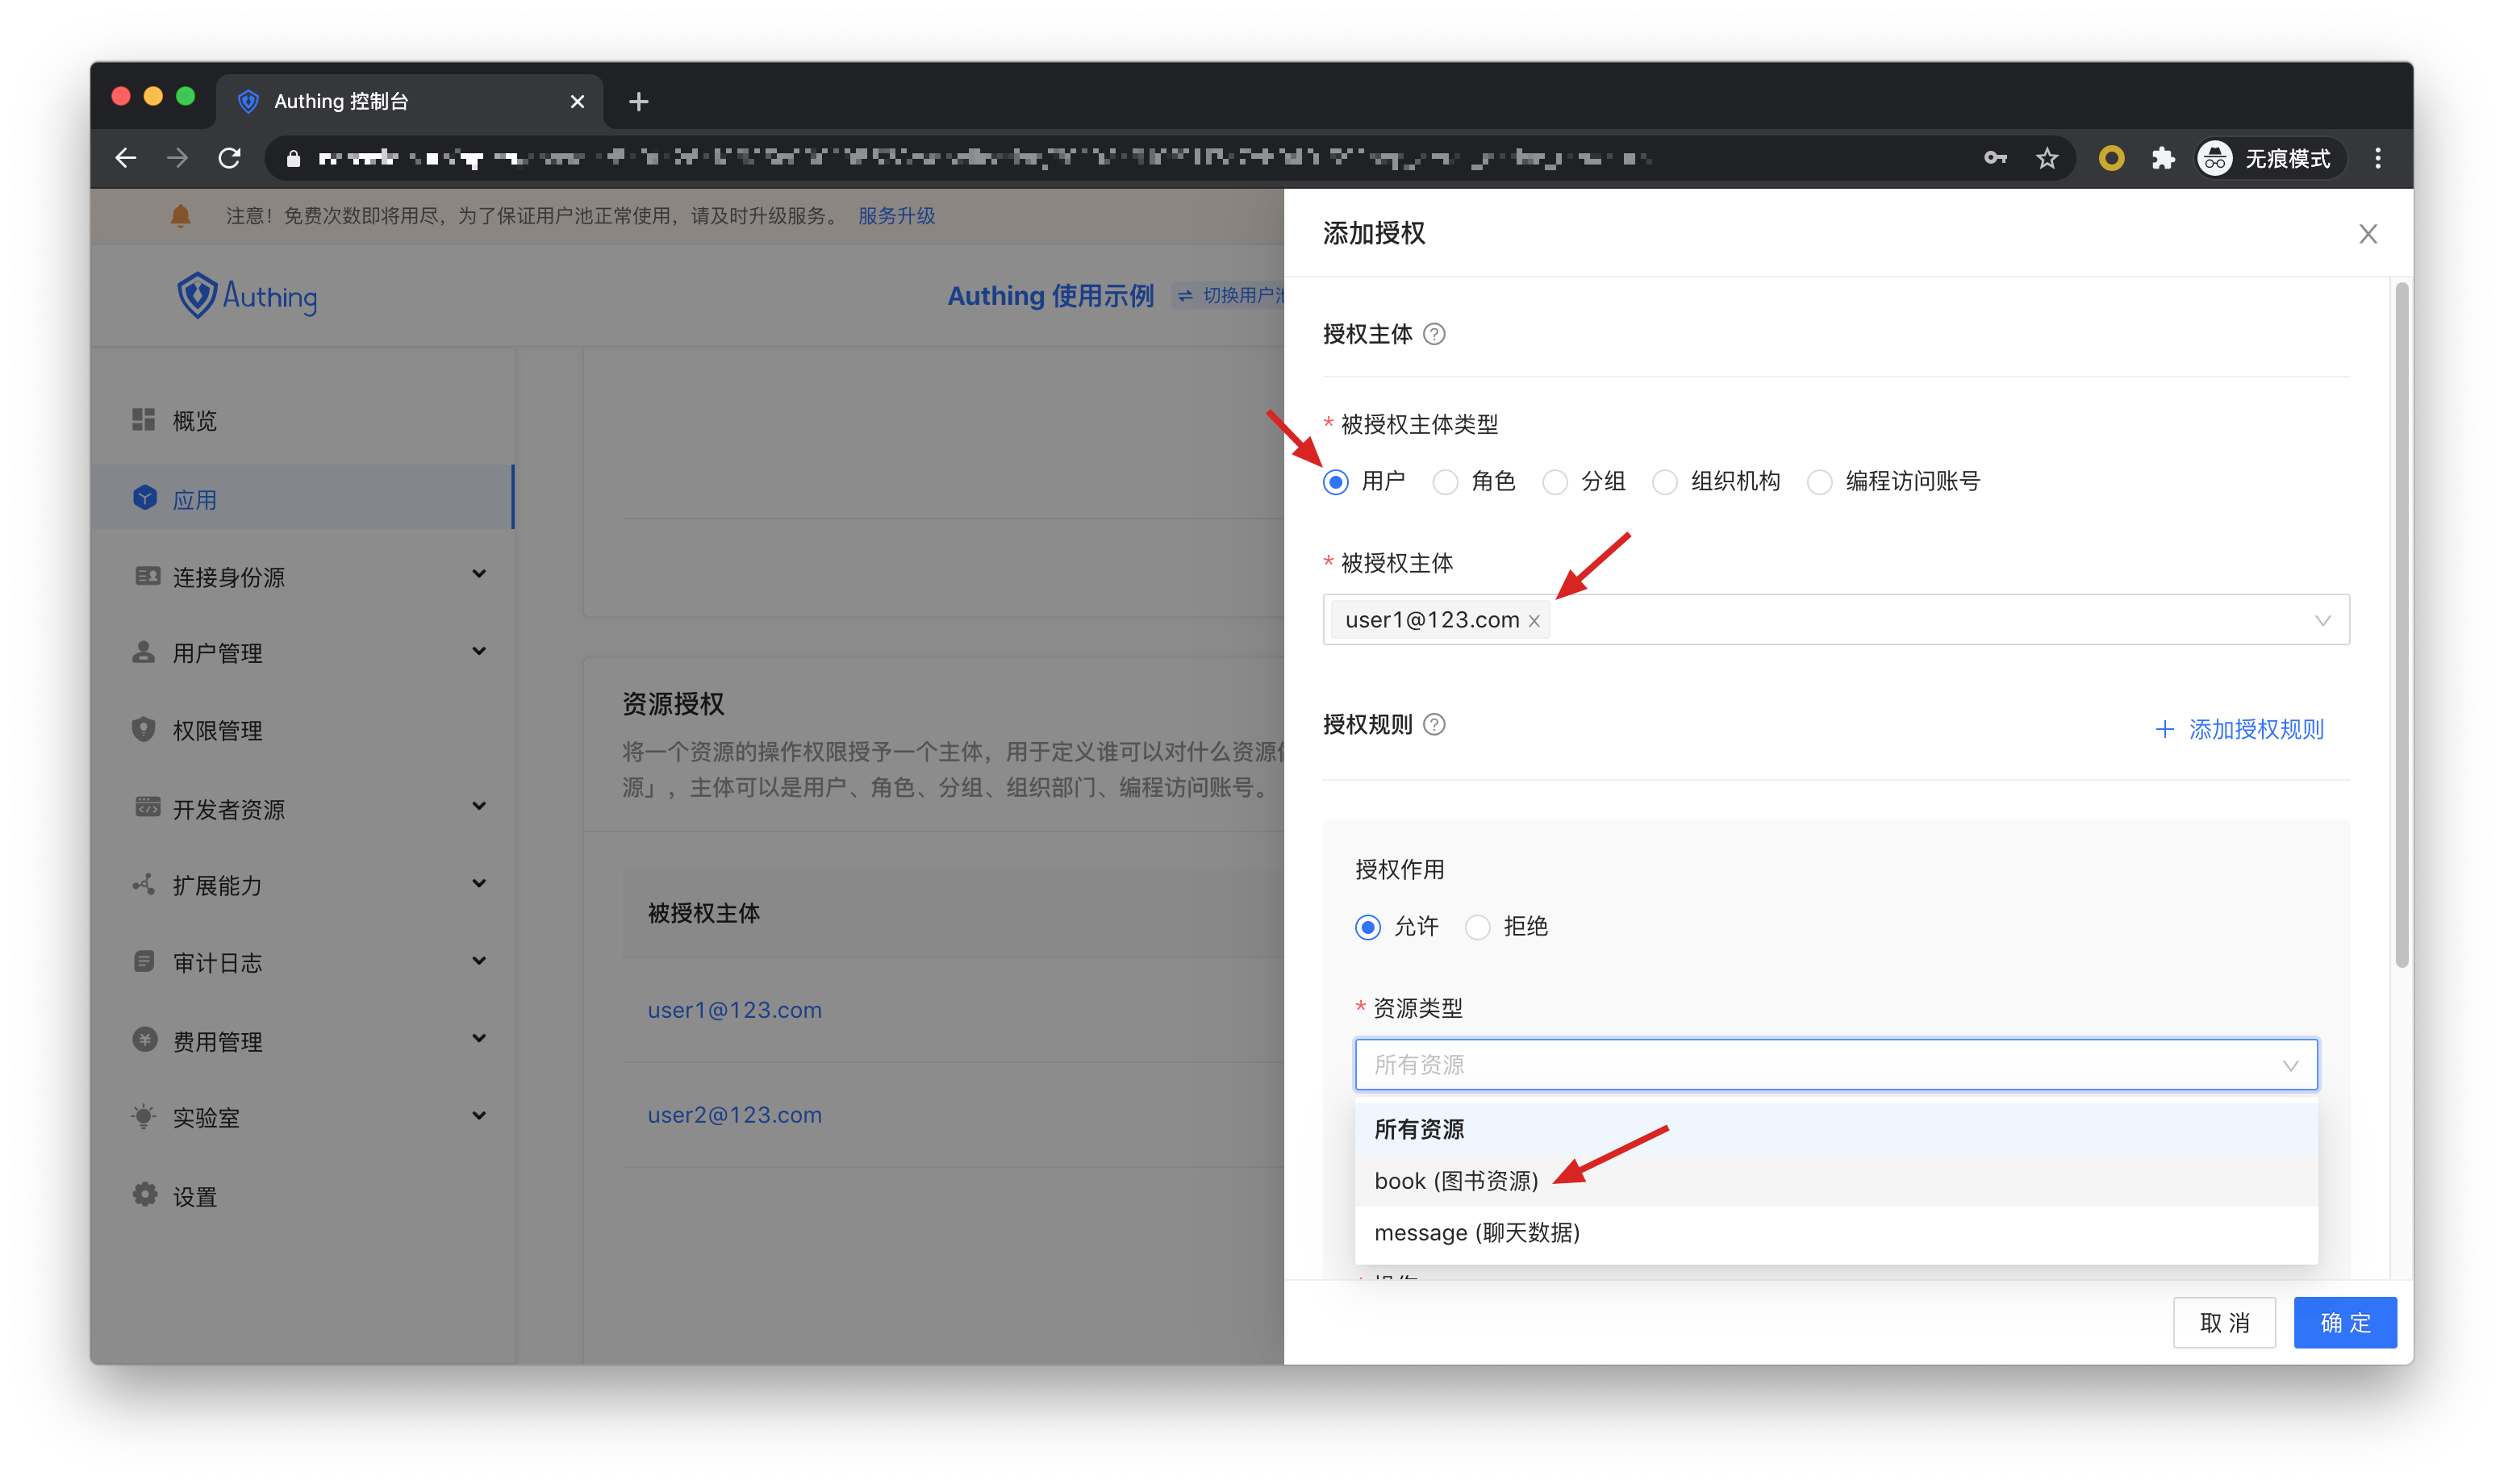 Authing 控制台
无痕模式
注意！免费次数即将用尽，为了保证用户池正常使用，请及时升级服务。 服务升级
Authing
Authing 使用示例
切换用户池
概览
应用
连接身份源
用户管理
权限管理
开发者资源
扩展能力
审计日志
费用管理
实验室
设置
资源授权
将一个资源的操作权限授予一个主体，用于定义谁可以对什么资源
源」，主体可以是用户、角色、分组、组织部门、编程访问账号。
被授权主体
user1@123.com
user2@123.com
添加授权
授权主体
* 被授权主体类型
用户 角色 分组 组织机构 编程访问账号
* 被授权主体
user1@123.com
授权规则
+ 添加授权规则
授权作用
允许 拒绝
* 资源类型
所有资源
所有资源
book (图书资源)
message (聊天数据)
取消 确定